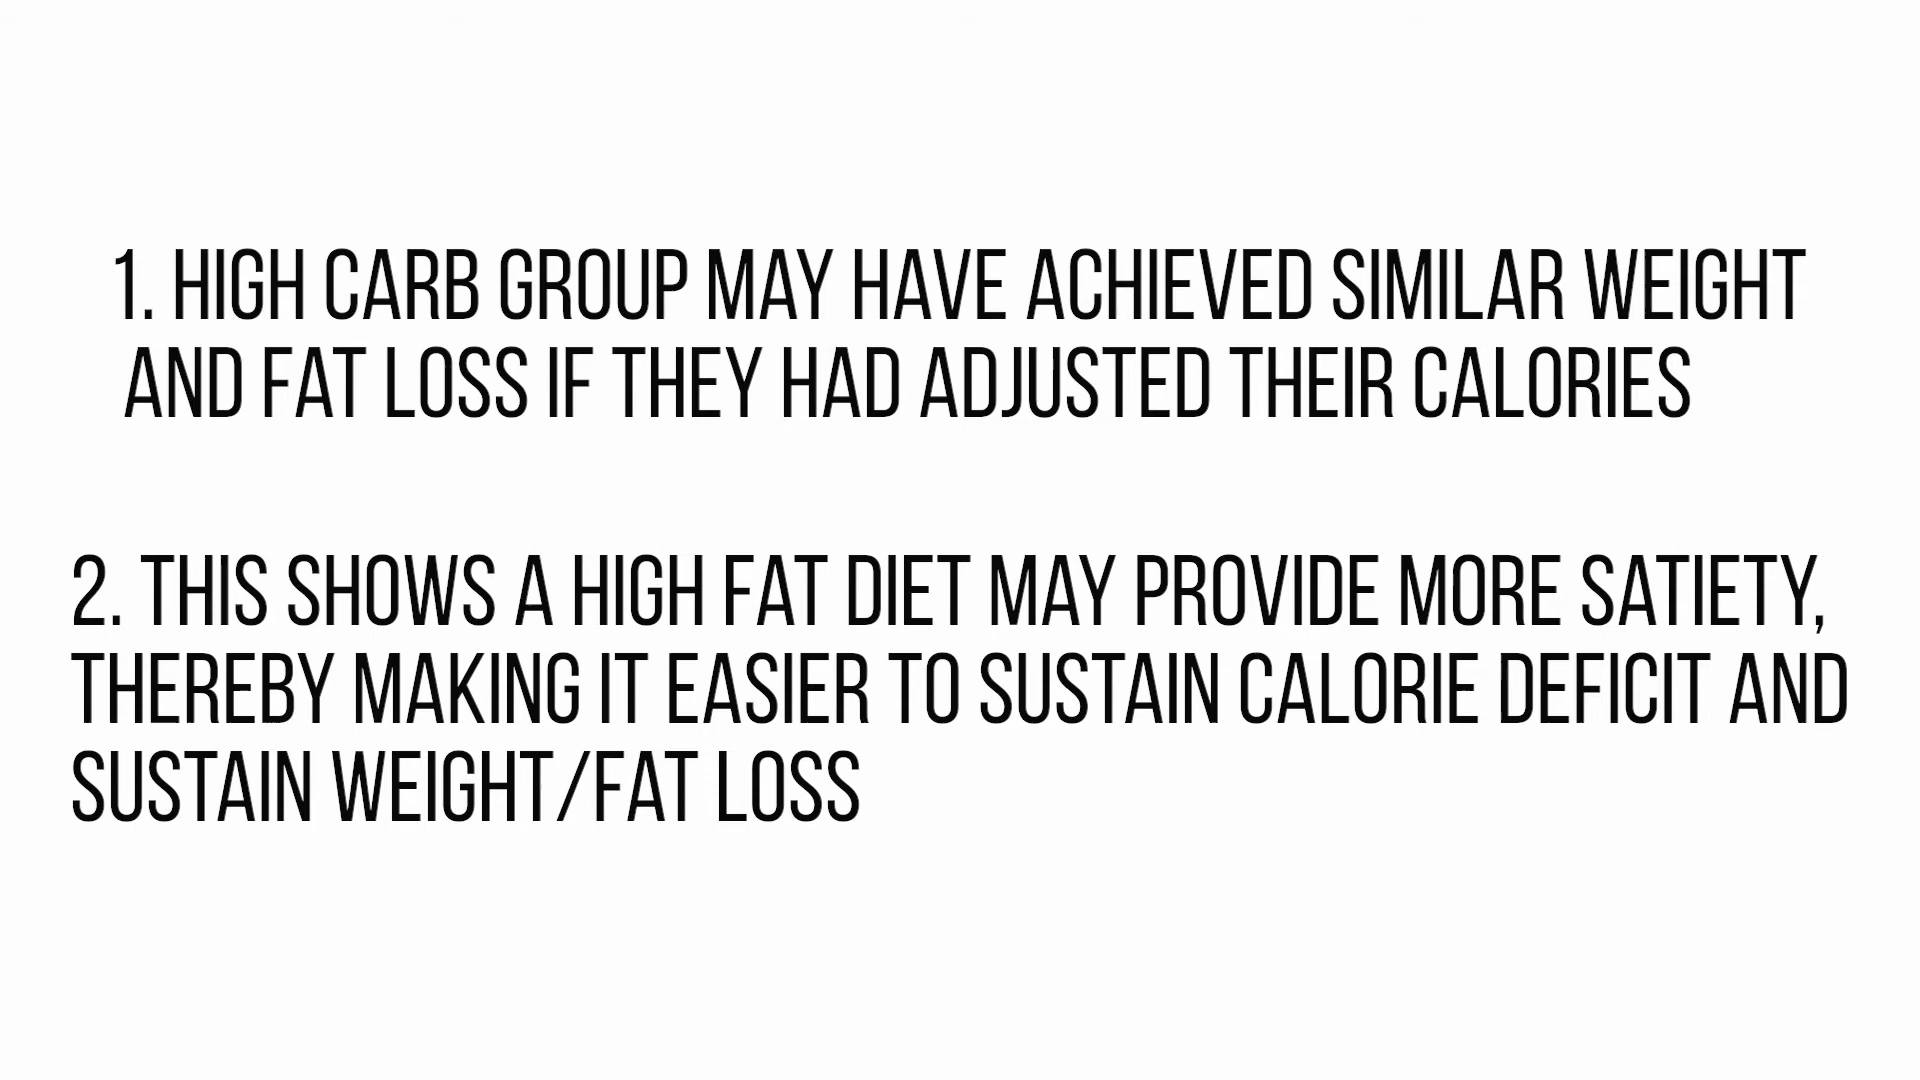 1. HIGH CARB GROUP MAY HAVE ACHIEVED SIMILAR WEIGHT
AND FAT LOSS IF THEY HAD ADJUSTED THEIR CALORIES
2. THIS SHOWS A HIGH FAT DIET MAY PROVIDE MORE SATIETY,
THEREBY MAKING IT EASIER TO SUSTAIN CALORIE DEFICIT AND
SUSTAIN WEIGHT/FAT LOSS